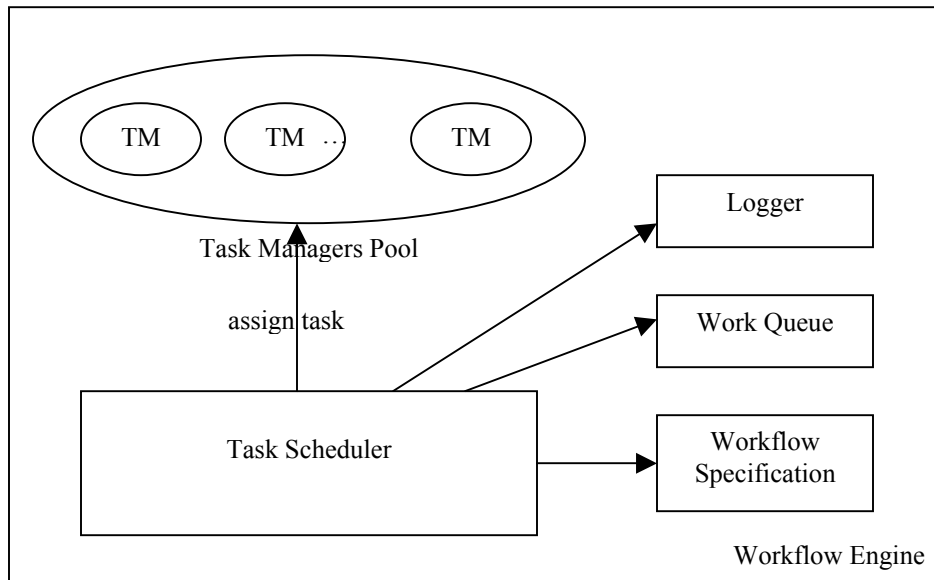 TM
TM ...
TM
Logger
Task Managers Pool
assign task
Work Queue
Task Scheduler
Workflow
Specification
Workflow Engine